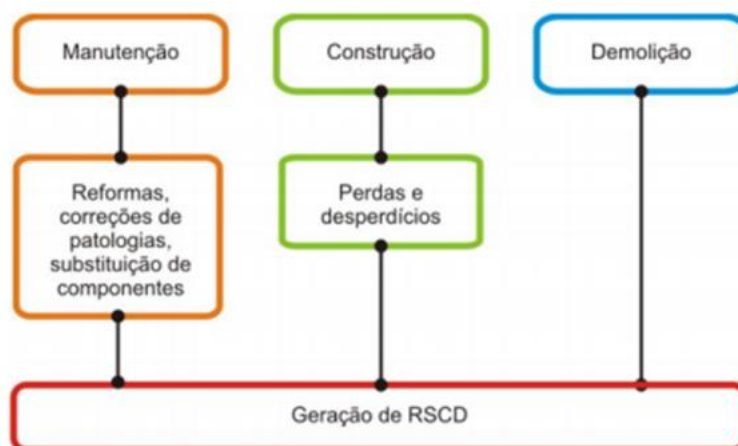 Manutenção
Construção
Demolição
Reformas,
correções de
patologias,
substituição de
componentes
Perdas e
desperdícios
Geração de RSCD